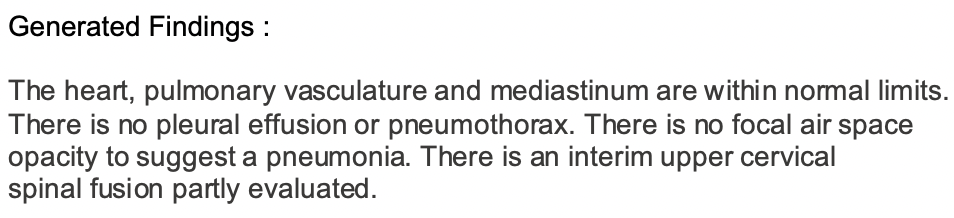 Generated Findings :
The heart, pulmonary vasculature and mediastinum are within normal limits.
There is no pleural effusion or pneumothorax. There is no focal air space
opacity to suggest a pneumonia. There is an interim upper cervical
spinal fusion partly evaluated.